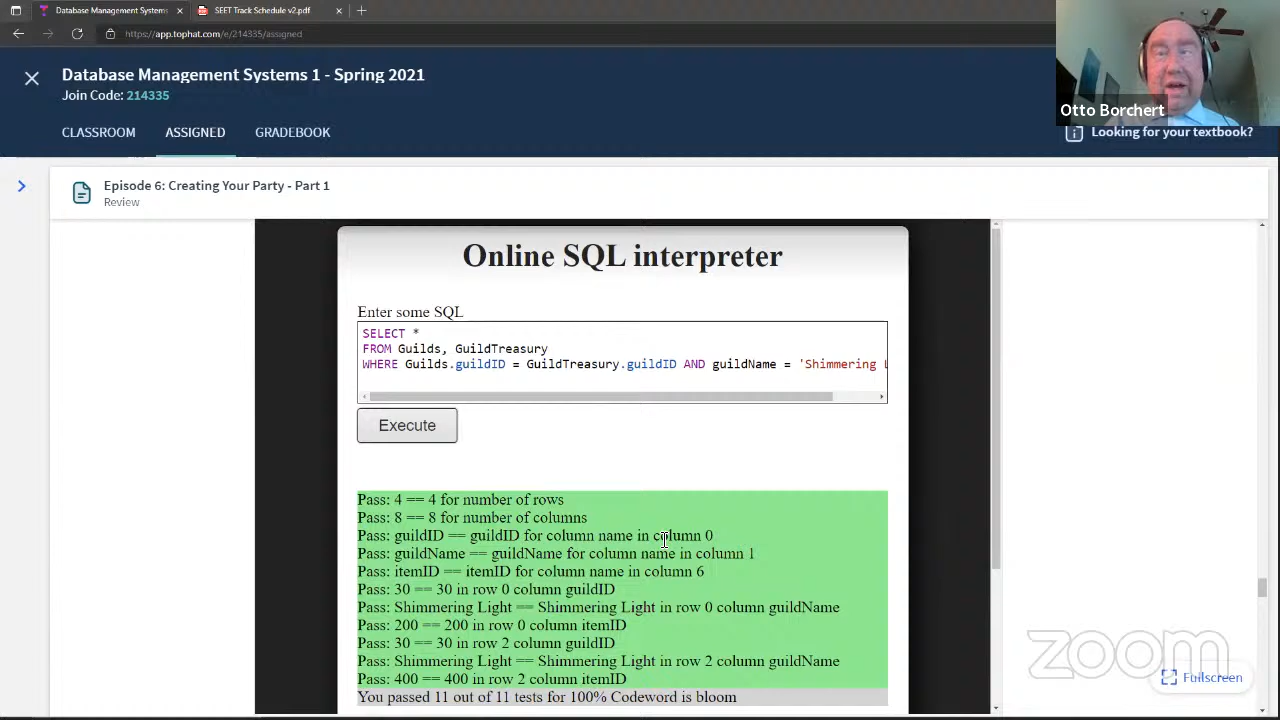 Database Management Systems
SEET Track Schedule v2.pdf
https://app.tophat.com/e/214335/assigned
Database Management Systems 1 - Spring 2021
Join Code: 214335
Otto Borchert
CLASSROOM
ASSIGNED
GRADEBOOK
Looking for your textbook?
Episode 6: Creating Your Party - Part 1
Review
Online SQL interpreter
Enter some SQL
SELECT *
FROM Guilds, GuildTreasury
WHERE Guilds.guildID = GuildTreasury.guildID AND guildName = 'Shimmering L
Execute
Pass: 4 == 4 for number of rows
Pass: 8 == 8 for number of columns
Pass: guildID == guildID for column name in column 0
Pass: guildName == guildName for column name in column 1
Pass: itemID == itemID for column name in column 6
Pass: 30 == 30 in row 0 column guildID
Pass: Shimmering Light == Shimmering Light in row 0 column guildName
Pass: 200 == 200 in row 0 column itemID
Pass: 30 == 30 in row 2 column guildID
Pass: Shimmering Light == Shimmering Light in row 2 column guildName
Pass: 400 == 400 in row 2 column itemID
You passed 11 out of 11 tests for 100% Codeword is bloom
zoom
Fullscreen